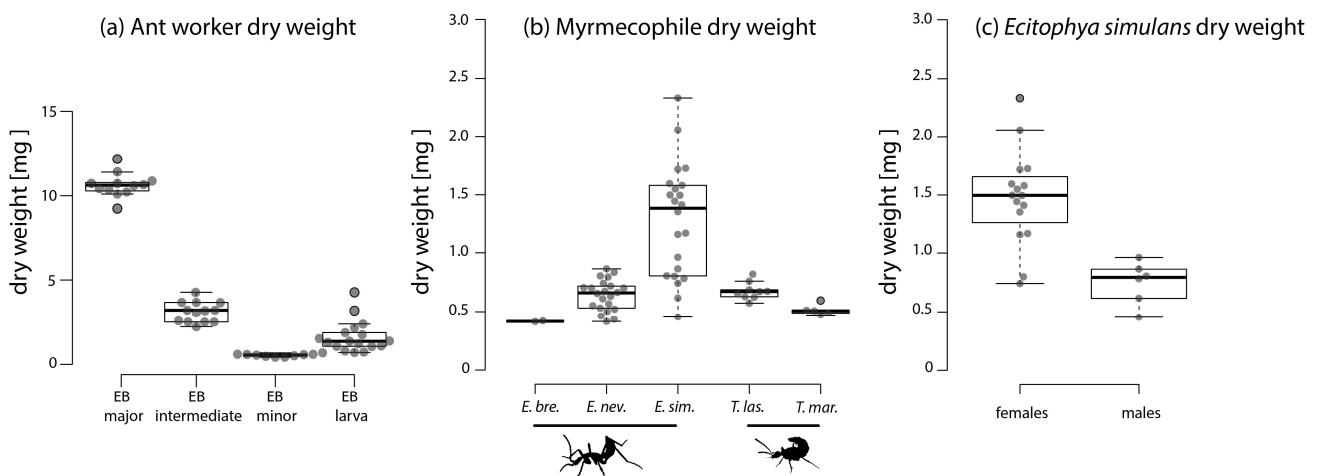 (a) Ant worker dry weight
dry weight [mg ]
15
10
5
0
EB major
EB intermediate
EB minor
EB larva
(b) Myrmecophile dry weight
dry weight [mg ]
3.0
2.5
2.0
1.5
1.0
0.5
0
E. bre.
E. nev.
E. sim.
T. las.
T. mar.
(c) Ecitophya simulans dry weight
dry weight [mg ]
3.0
2.5
2.0
1.5
1.0
0.5
0
females
males